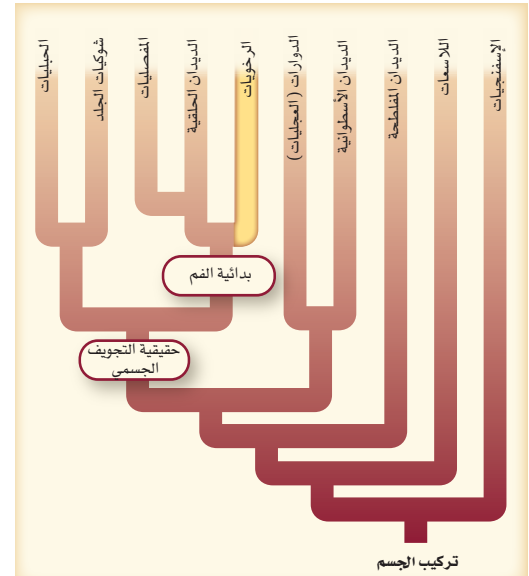 الإسفنجيات
اللاسعات
الديدان المفلطحة
الديدان الأسطوانية
الدوارات (العجليات)
الرخويات
الديدان الحلقية
المفصليات
شوكيات الجلد
الحبليات
بدائية الفم
حقيقية التجويف
الجسمي
تركيب الجسم